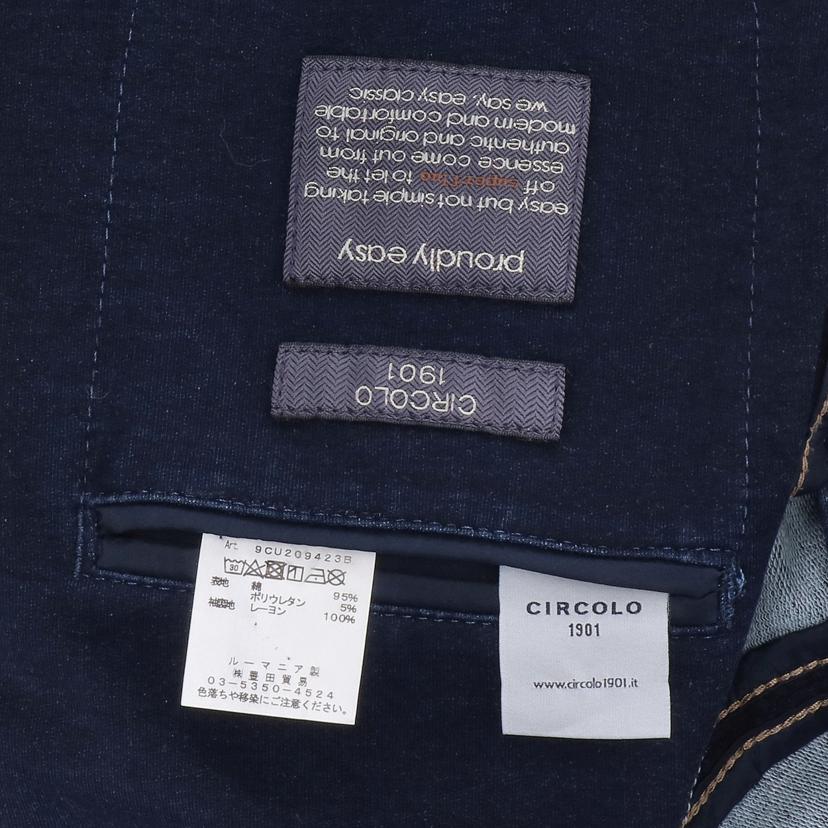 proudly easy
easy but not simple taking
off superfluo to let the
essence come out from
authentic and original to
modern and comfortable
we say, easy classic
CIRCOLO
1901
Art. 9CU209423B
30
表地 綿 95%
ポリウレタン 5%
袖裏地 レーヨン 100%
ルーマニア製
㈱豊田貿易
03-5350-4524
色落ちや移染にご注意ください。
CIRCOLO
1901
www.circolo1901.it